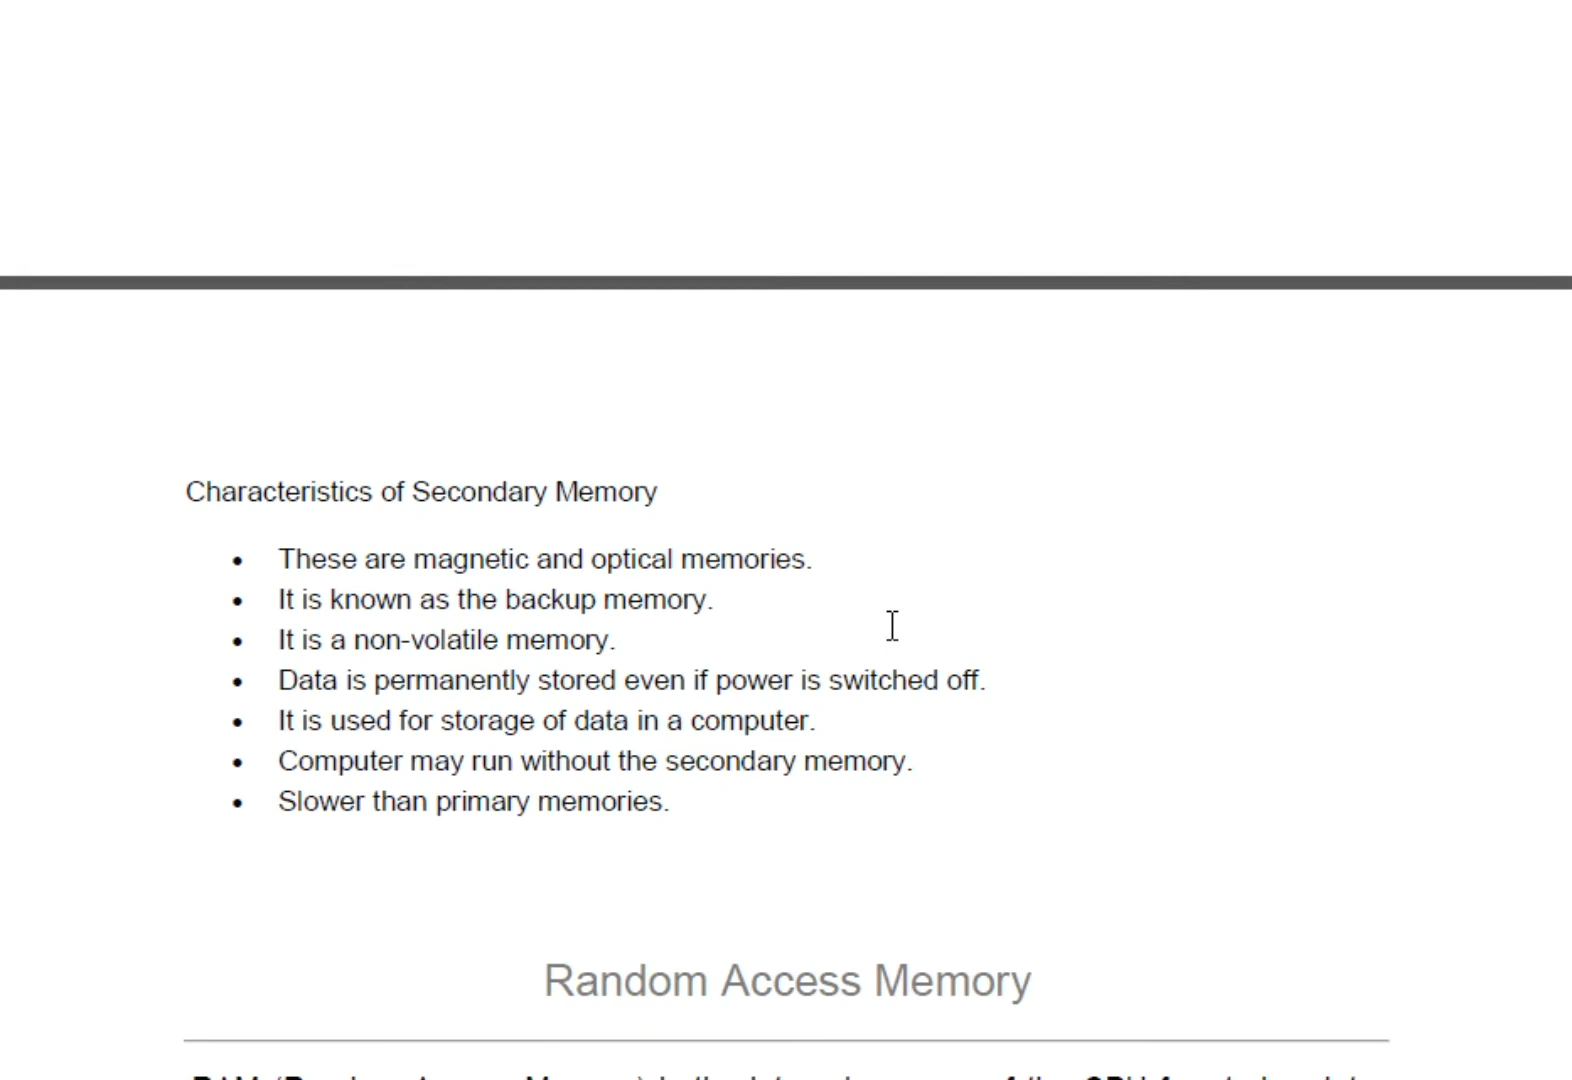 Characteristics of Secondary Memory
• These are magnetic and optical memories.
• It is known as the backup memory.
• It is a non-volatile memory.
• Data is permanently stored even if power is switched off.
• It is used for storage of data in a computer.
• Computer may run without the secondary memory.
• Slower than primary memories.
Random Access Memory